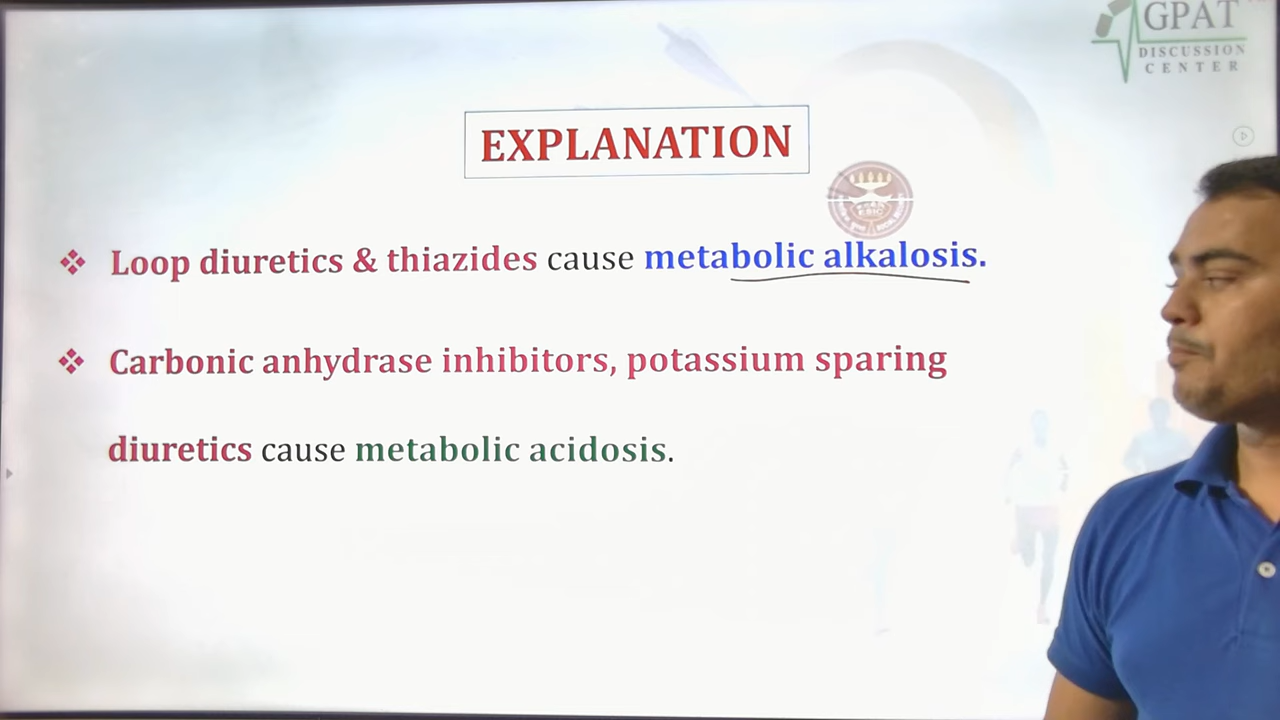 GPAT
DISCUSSION
CENTER
EXPLANATION
ESIC
❖ Loop diuretics & thiazides cause metabolic alkalosis.
❖ Carbonic anhydrase inhibitors, potassium sparing
diuretics cause metabolic acidosis.